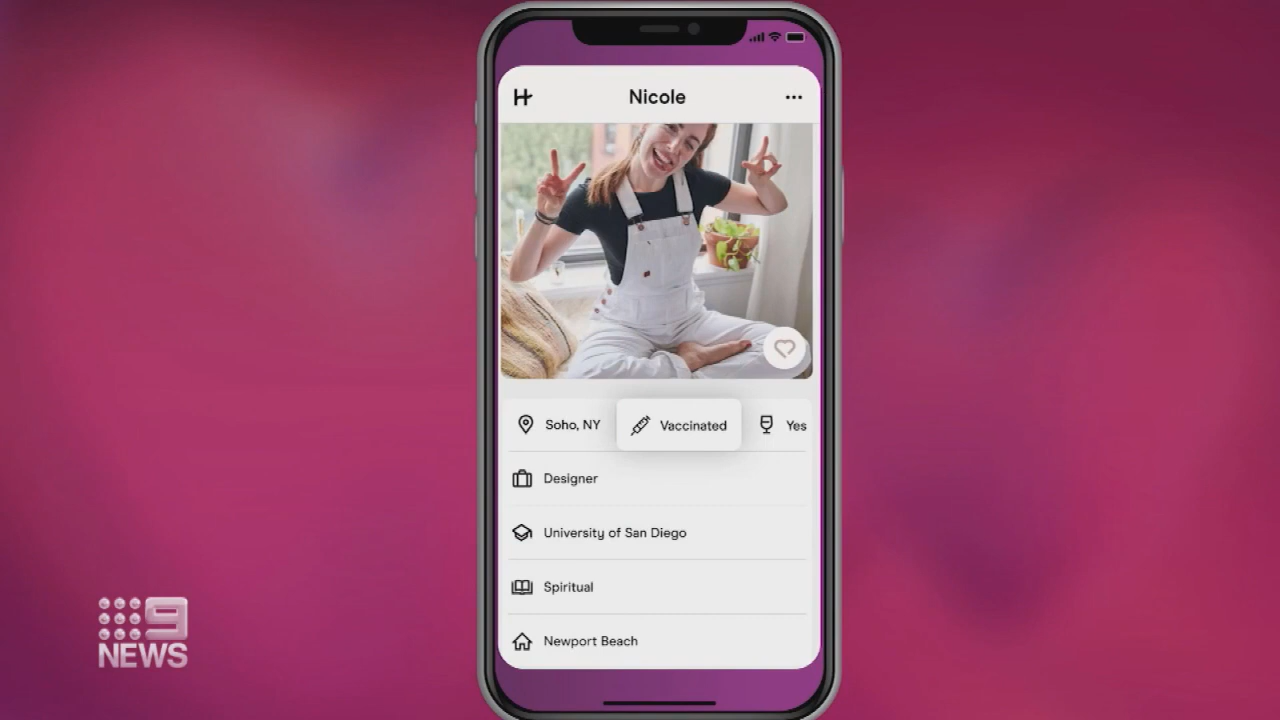 H
Nicole
Soho, NY
Vaccinated
Yes
Designer
University of San Diego
Spiritual
Newport Beach
9
NEWS